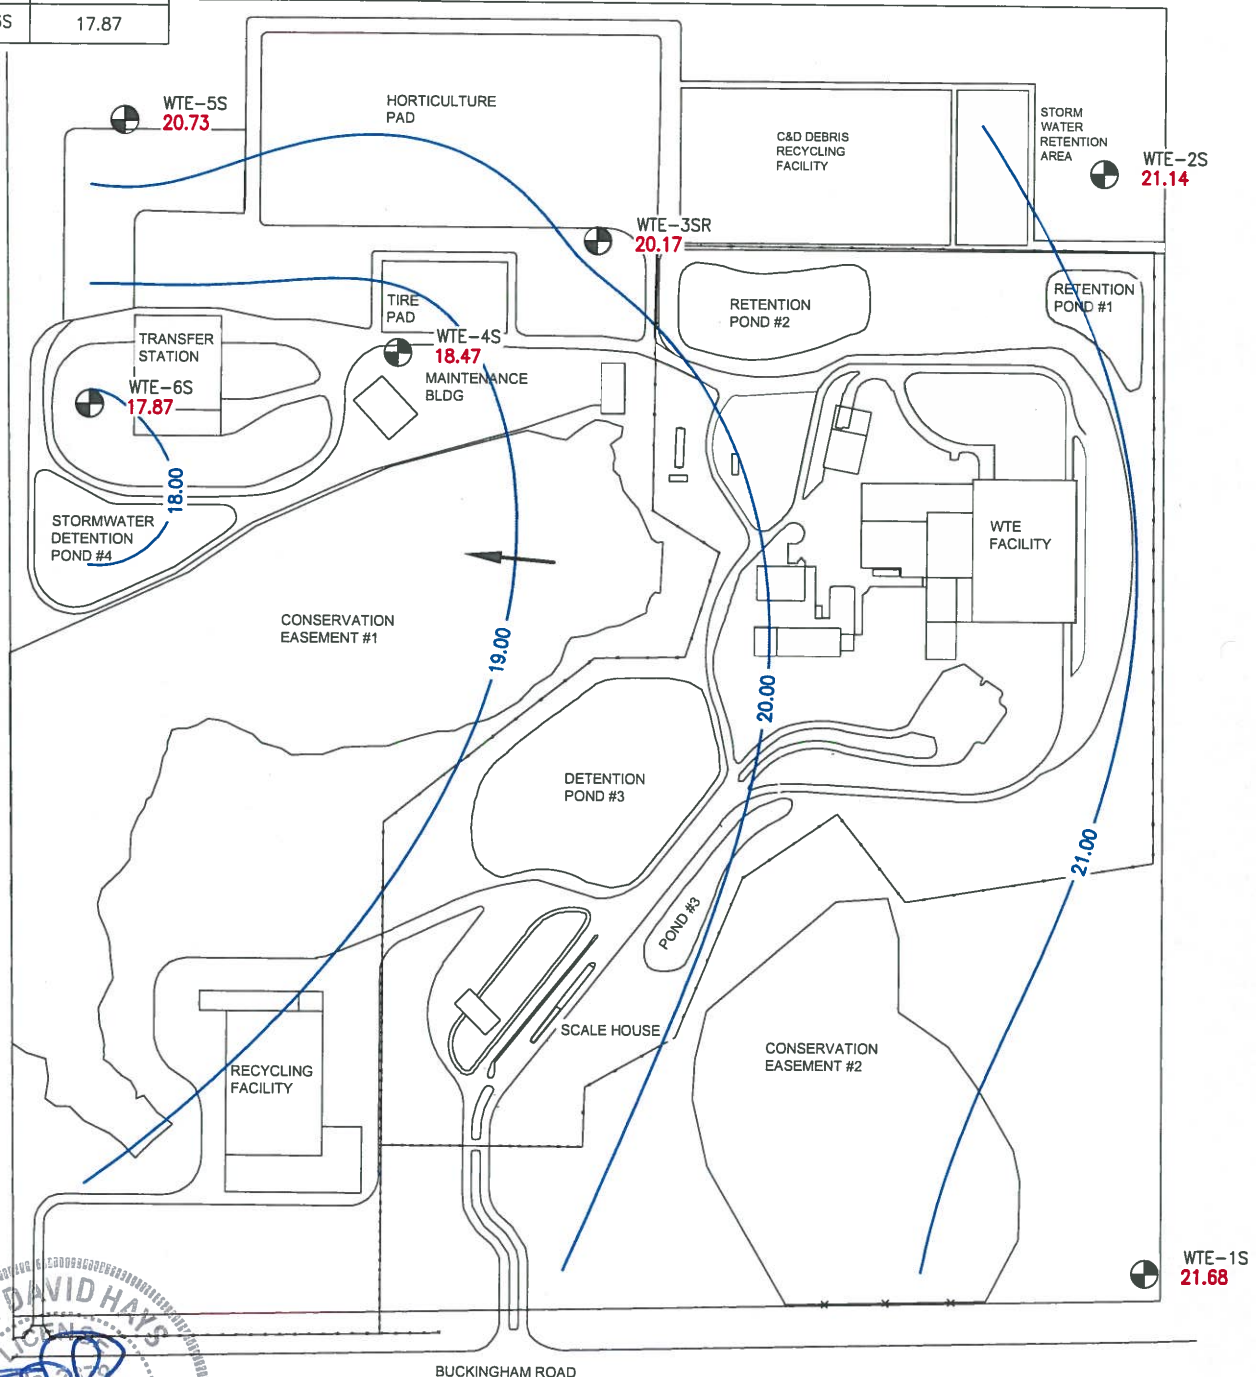 6S 17.87
WTE-5S
20.73
HORTICULTURE
PAD
C&D DEBRIS
RECYCLING
FACILITY
STORM
WATER
RETENTION
AREA
WTE-2S
21.14
WTE-3SR
20.17
RETENTION
POND #2
RETENTION
POND #1
TIRE
PAD
TRANSFER
STATION
WTE-4S
18.47
MAINTENANCE
BLDG
WTE-6S
17.87
18.00
STORMWATER
DETENTION
POND #4
WTE
FACILITY
CONSERVATION
EASEMENT #1
19.00
20.00
DETENTION
POND #3
21.00
POND #3
SCALE HOUSE
CONSERVATION
EASEMENT #2
RECYCLING
FACILITY
WTE-1S
21.68
DAVID HAYS
LICENSE
BUCKINGHAM ROAD